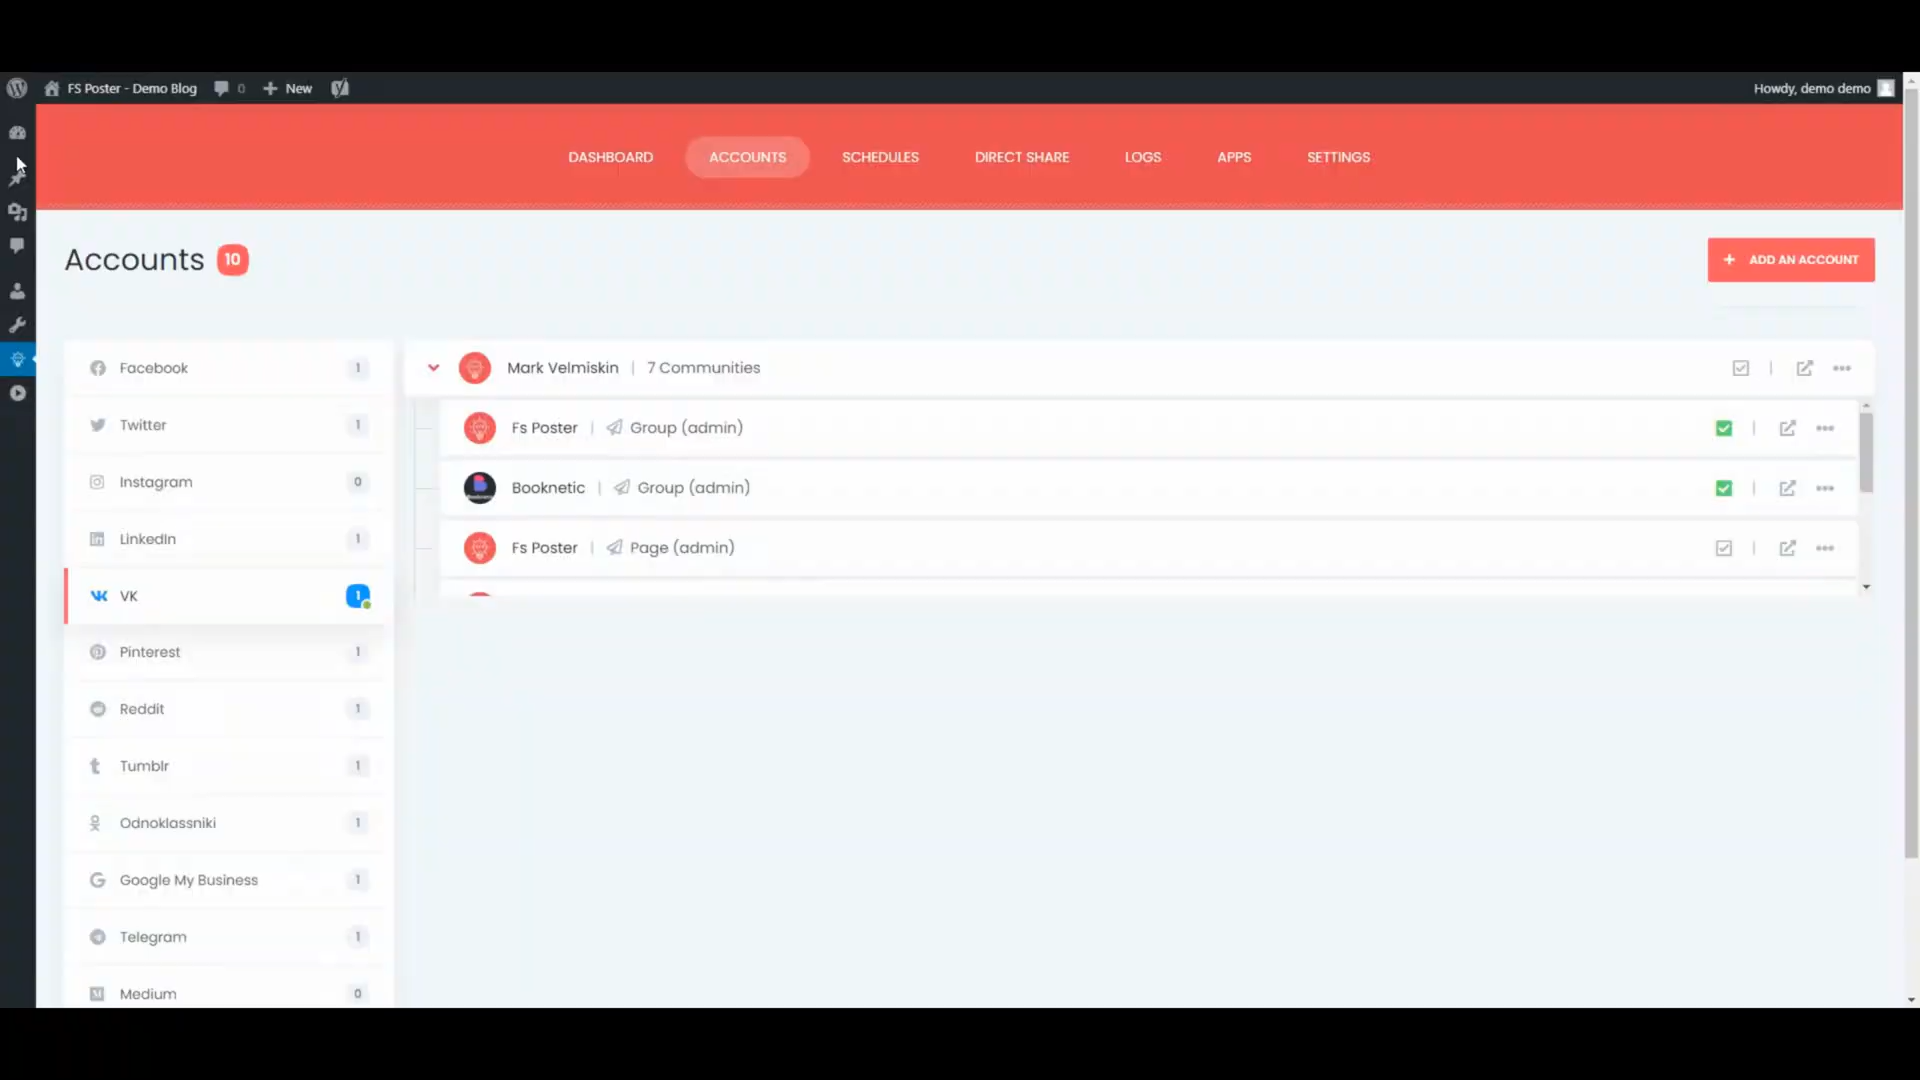 FS Poster - Demo Blog 0 New Howdy, demo demo
DASHBOARD ACCOUNTS SCHEDULES DIRECT SHARE LOGS APPS SETTINGS
Accounts 10
ADD AN ACCOUNT
Facebook 1
Twitter 1
Instagram 0
LinkedIn 1
VK 1
Pinterest 1
Reddit 1
Tumblr 1
Odnoklassniki 1
Google My Business 1
Telegram 1
Medium 0
Mark Velmiskin | 7 Communities
Fs Poster | Group (admin)
Booknetic | Group (admin)
Fs Poster | Page (admin)